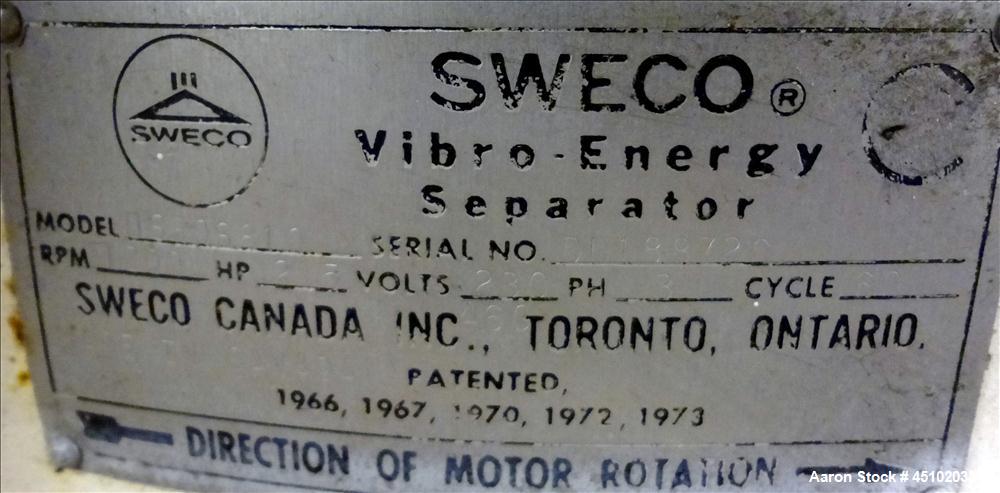 SWECO
SWECO®
Vibro-Energy
Separator
MODEL SERIAL NO.
RPM HP VOLTS 230 PH 3 CYCLE
SWECO CANADA INC., TORONTO, ONTARIO.
PATENTED,
1966, 1967, 1970, 1972, 1973
DIRECTION OF MOTOR ROTATION
Aaron Stock #